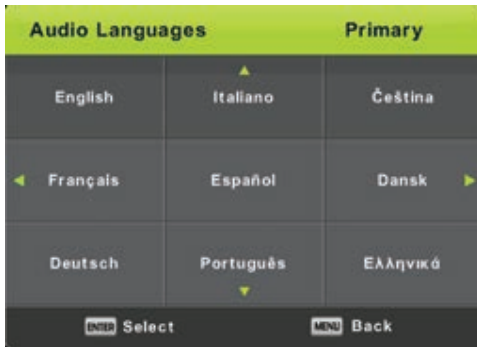 Audio Languages Primary
English Italiano Čeština
Français Español Dansk
Deutsch Português Ελληνικά
ENTER Select MENU Back